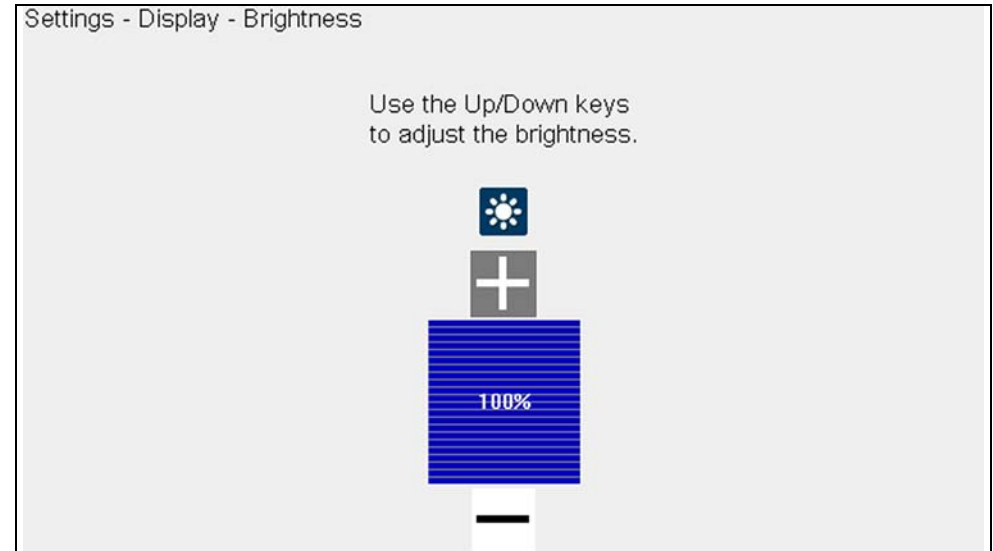 Settings - Display - Brightness
Use the Up/Down keys
to adjust the brightness.
100%